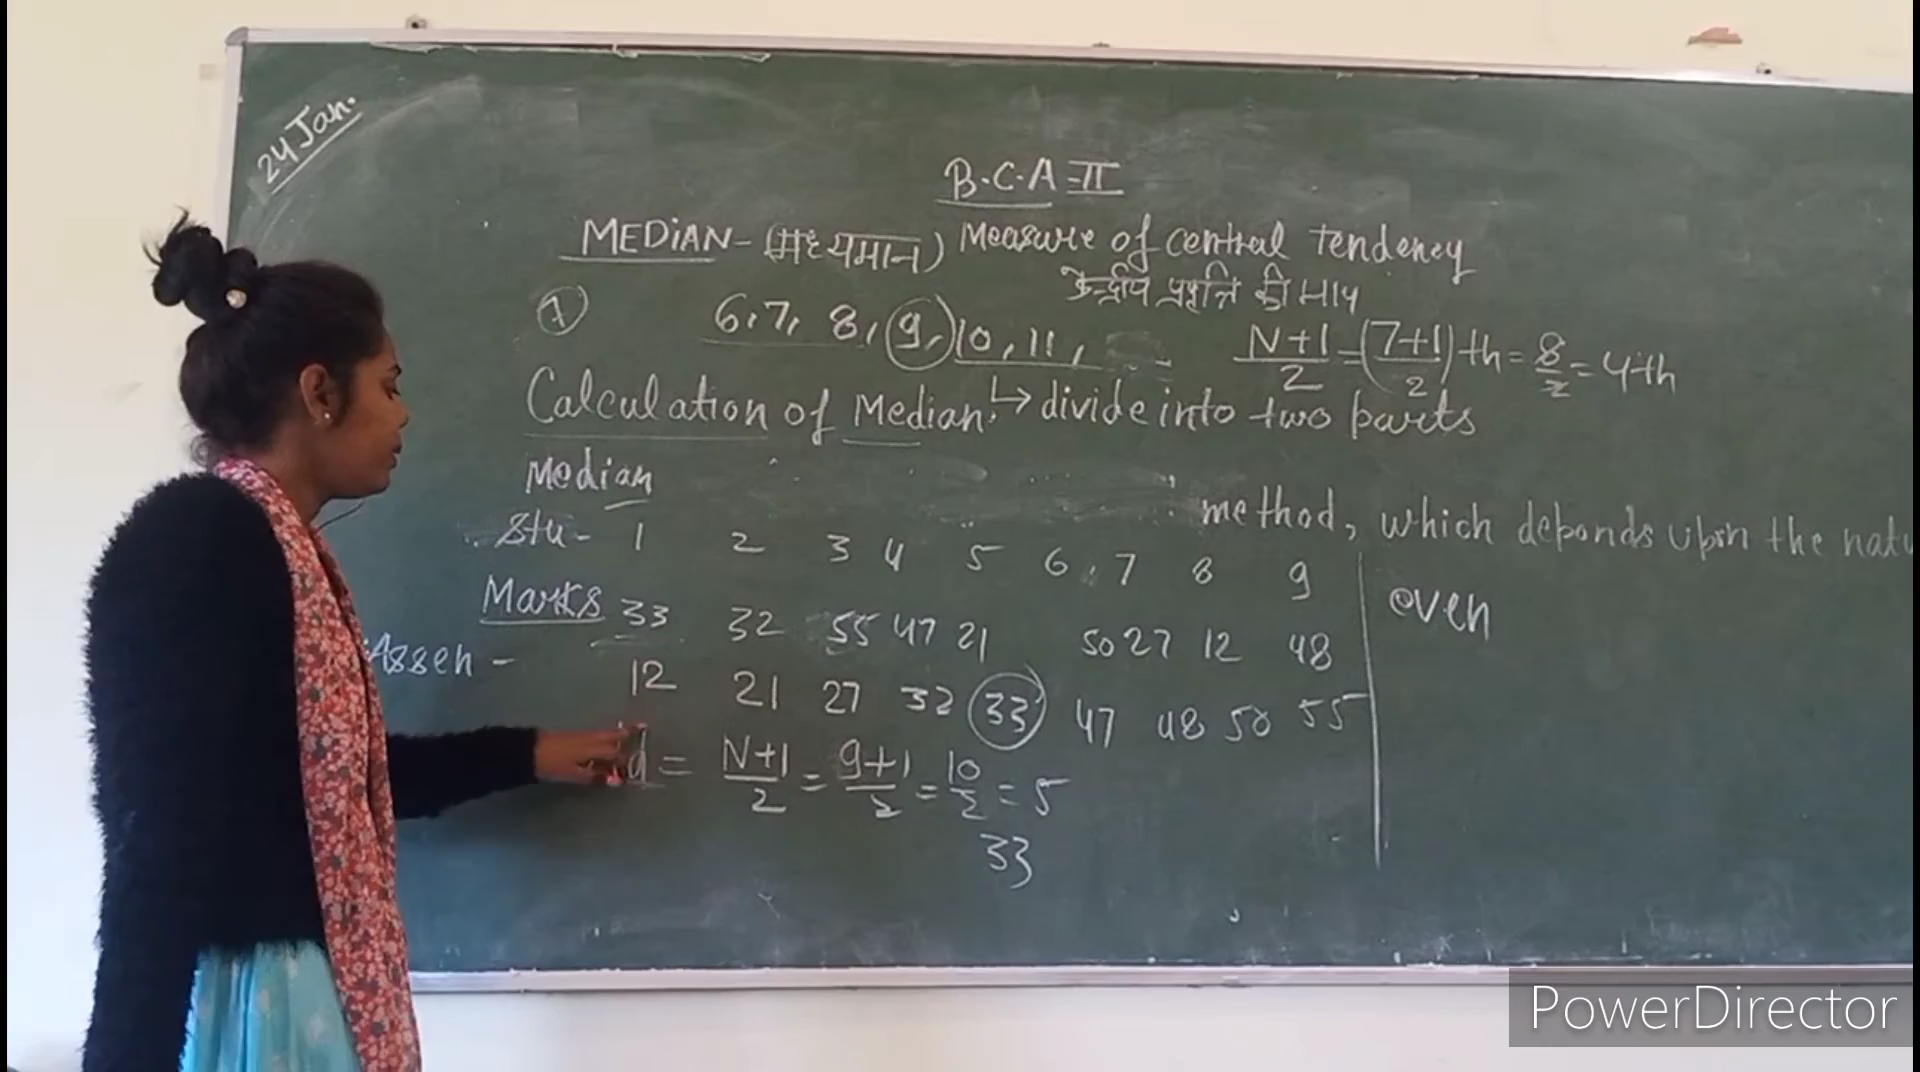 24 Jan.
B.C.A-II
MEDIAN - (मध्यमान) Measure of central tendency
केन्द्रीय प्रवृत्ति की माप
7 6, 7, 8, 9, 10, 11, N+1/2 = (7+1/2)th = 8/2 = 4th
Calculation of Median. ↳ divide into two parts
Median
method, which depends upon the natu
Stu - 1 2 3 4 5 6, 7 8 9
even
Marks 33 32 55 47 21 50 27 12 48
Assen - 12 21 27 32 33 47 48 50 55
d = N+1/2 = 9+1/2 = 10/2 = 5
33
PowerDirector